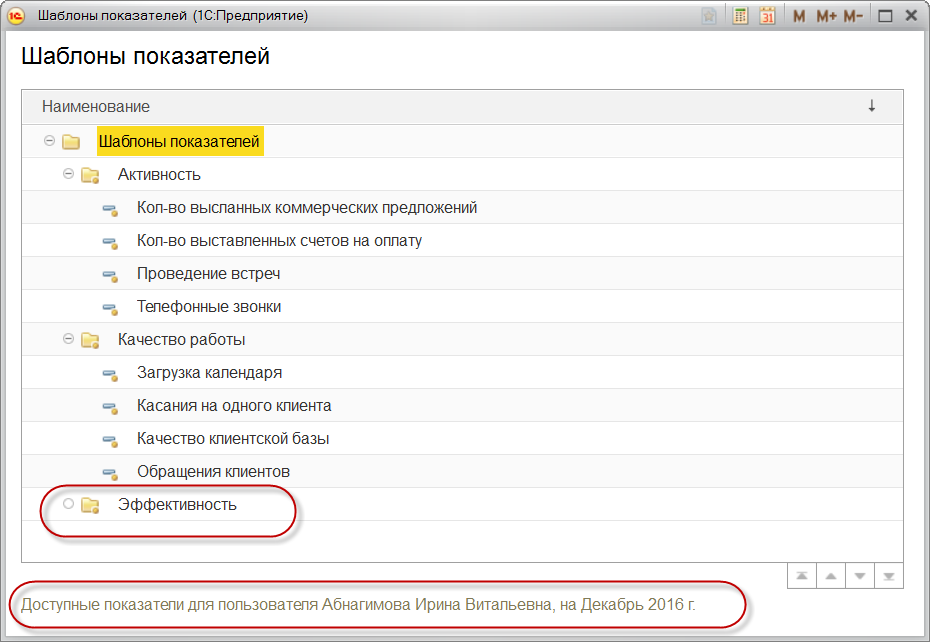 Шаблоны показателей (1С:Предприятие)
31 M M+ M-
Шаблоны показателей
Наименование ↓
Шаблоны показателей
Активность
Кол-во высланных коммерческих предложений
Кол-во выставленных счетов на оплату
Проведение встреч
Телефонные звонки
Качество работы
Загрузка календаря
Касания на одного клиента
Качество клиентской базы
Обращения клиентов
Эффективность
Доступные показатели для пользователя Абнагимова Ирина Витальевна, на Декабрь 2016 г.